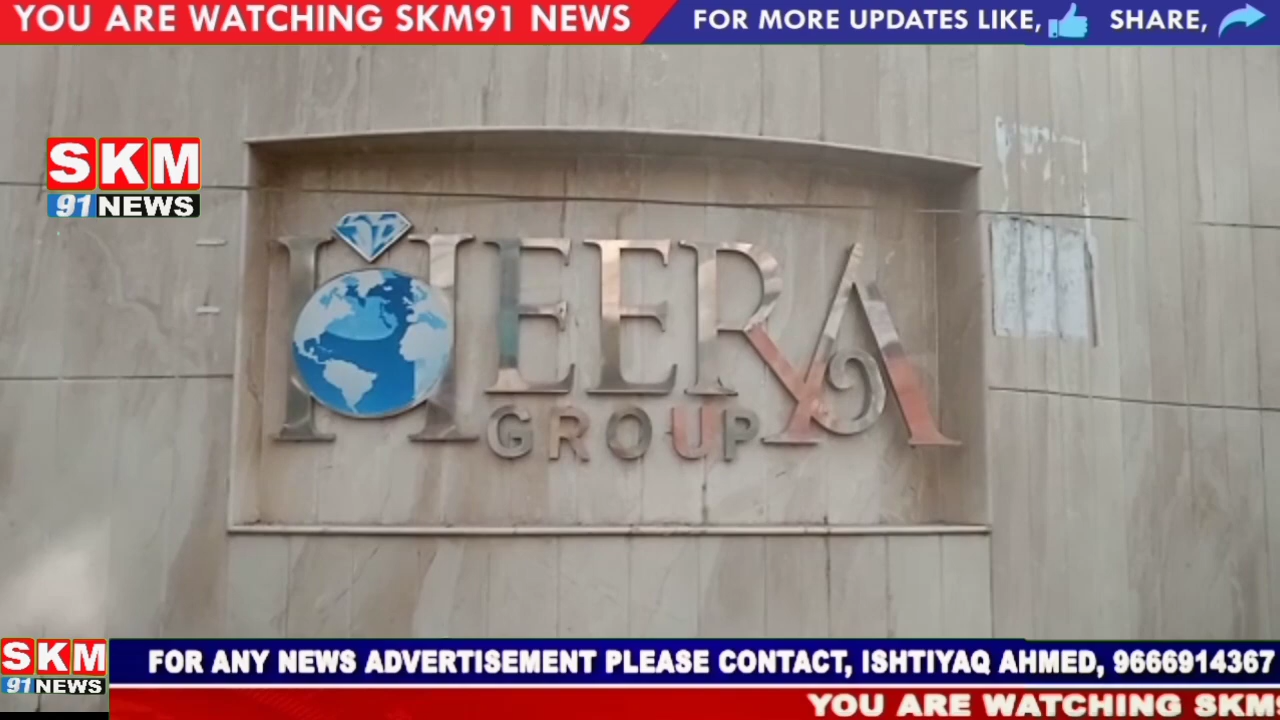 YOU ARE WATCHING SKM91 NEWS
FOR MORE UPDATES LIKE, SHARE,
SKM
91 NEWS
HEERA
GROUP
SKM
91 NEWS
FOR ANY NEWS ADVERTISEMENT PLEASE CONTACT, ISHTIYAQ AHMED, 9666914367
YOU ARE WATCHING SKM